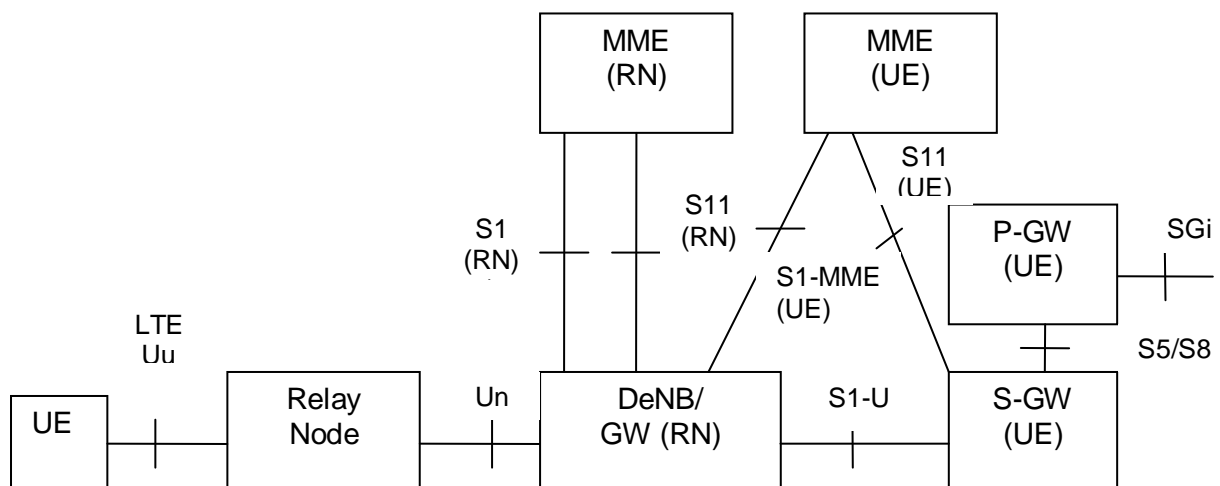 MME
(RN)
MME
(UE)
S11
(UE)
S11
(RN)
S1
(RN)
P-GW
(UE)
SGi
S1-MME
(UE)
LTE
Uu
S5/S8
UE
Relay
Node
Un
DeNB/
GW (RN)
S1-U
S-GW
(UE)